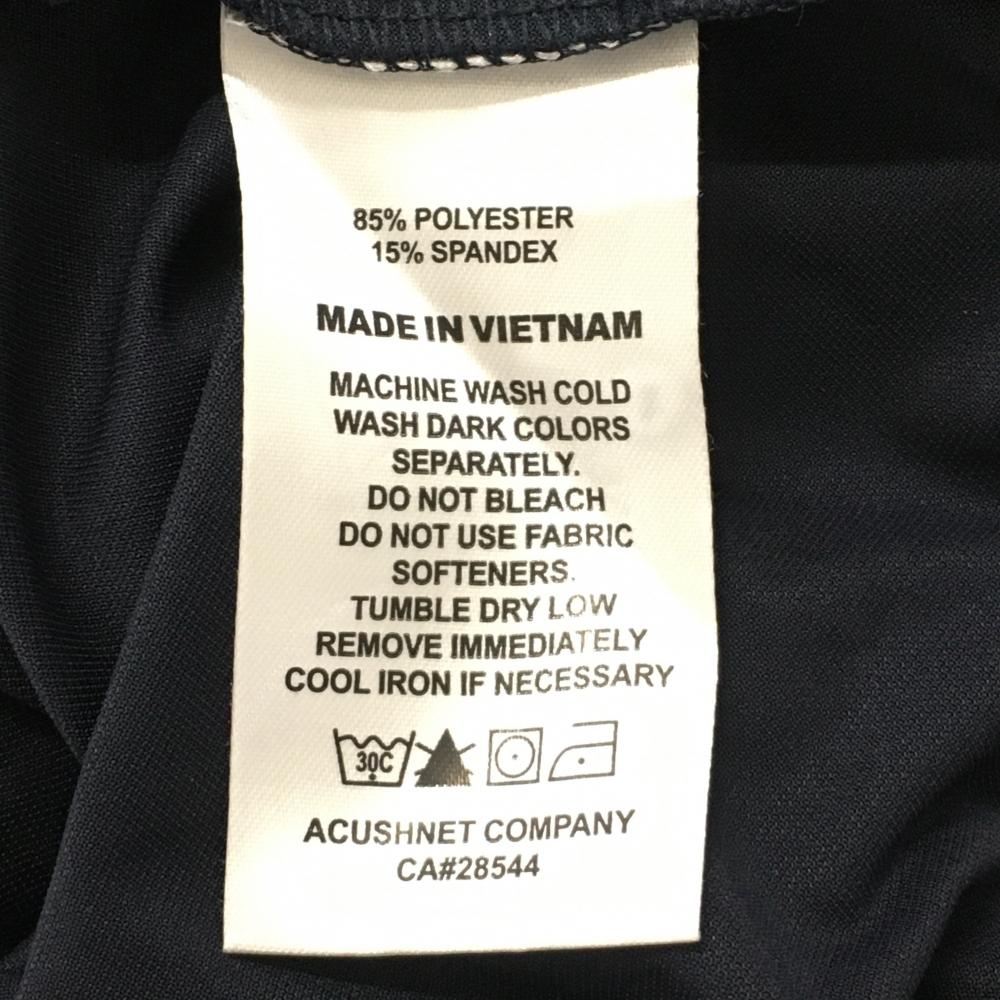 85% POLYESTER
15% SPANDEX
MADE IN VIETNAM
MACHINE WASH COLD
WASH DARK COLORS
SEPARATELY.
DO NOT BLEACH
DO NOT USE FABRIC
SOFTENERS.
TUMBLE DRY LOW
REMOVE IMMEDIATELY
COOL IRON IF NECESSARY
30C
ACUSHNET COMPANY
CA#28544